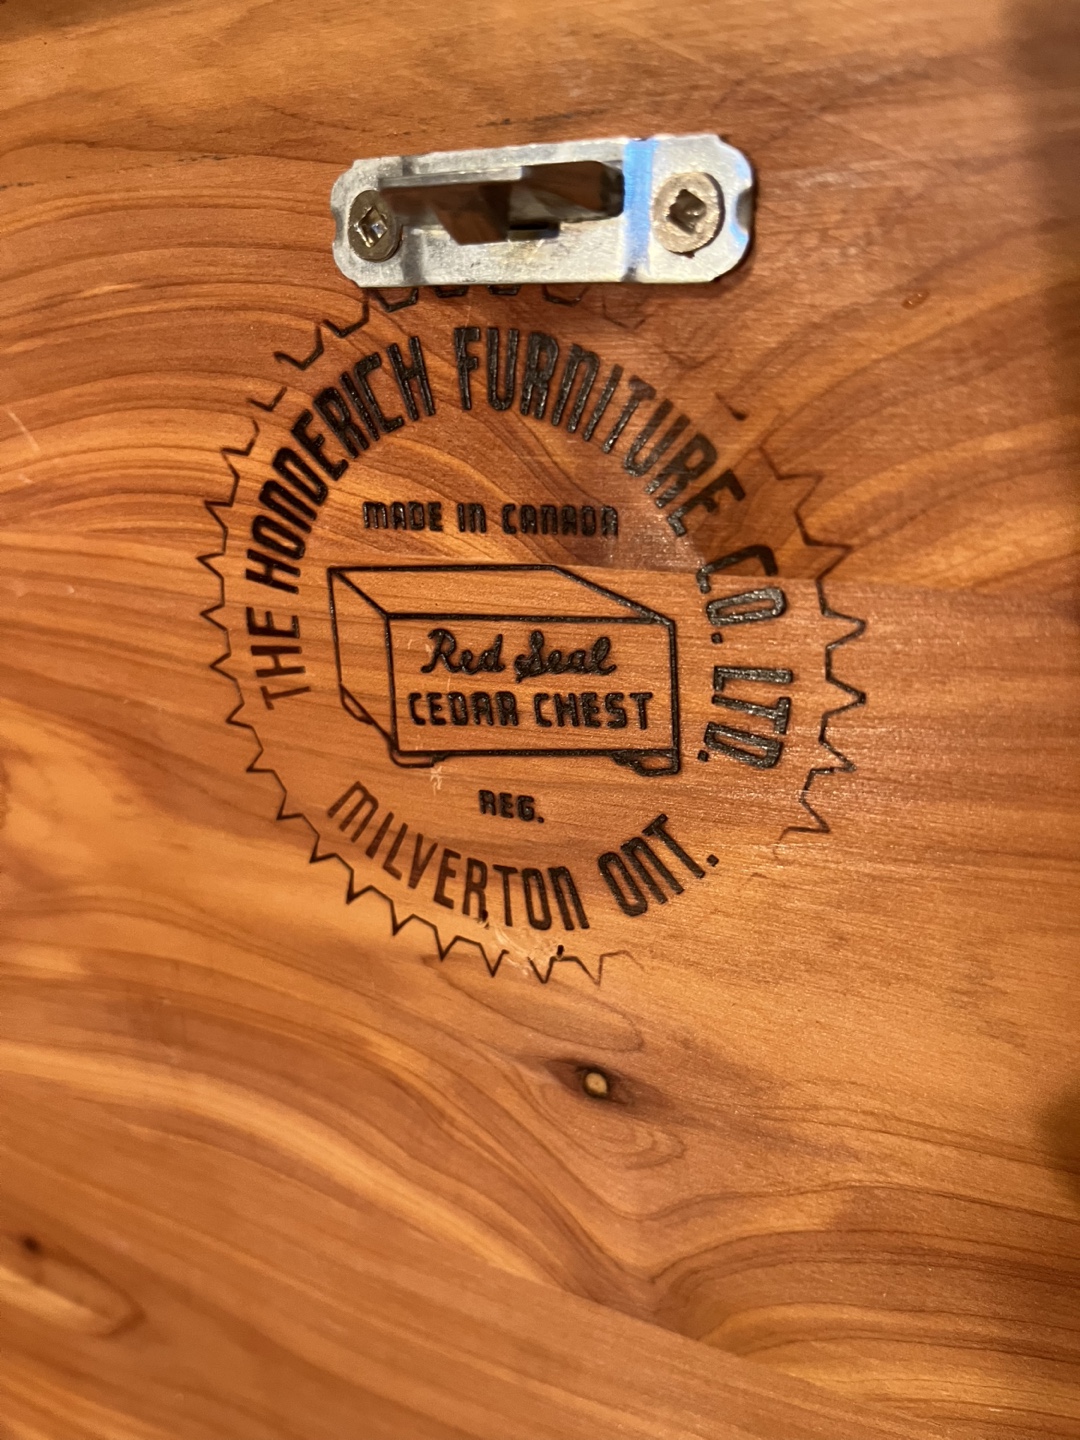 THE HONDERICH FURNITURE CO. LTD.
MADE IN CANADA
Red Seal
CEDAR CHEST
REG.
MILVERTON ONT.